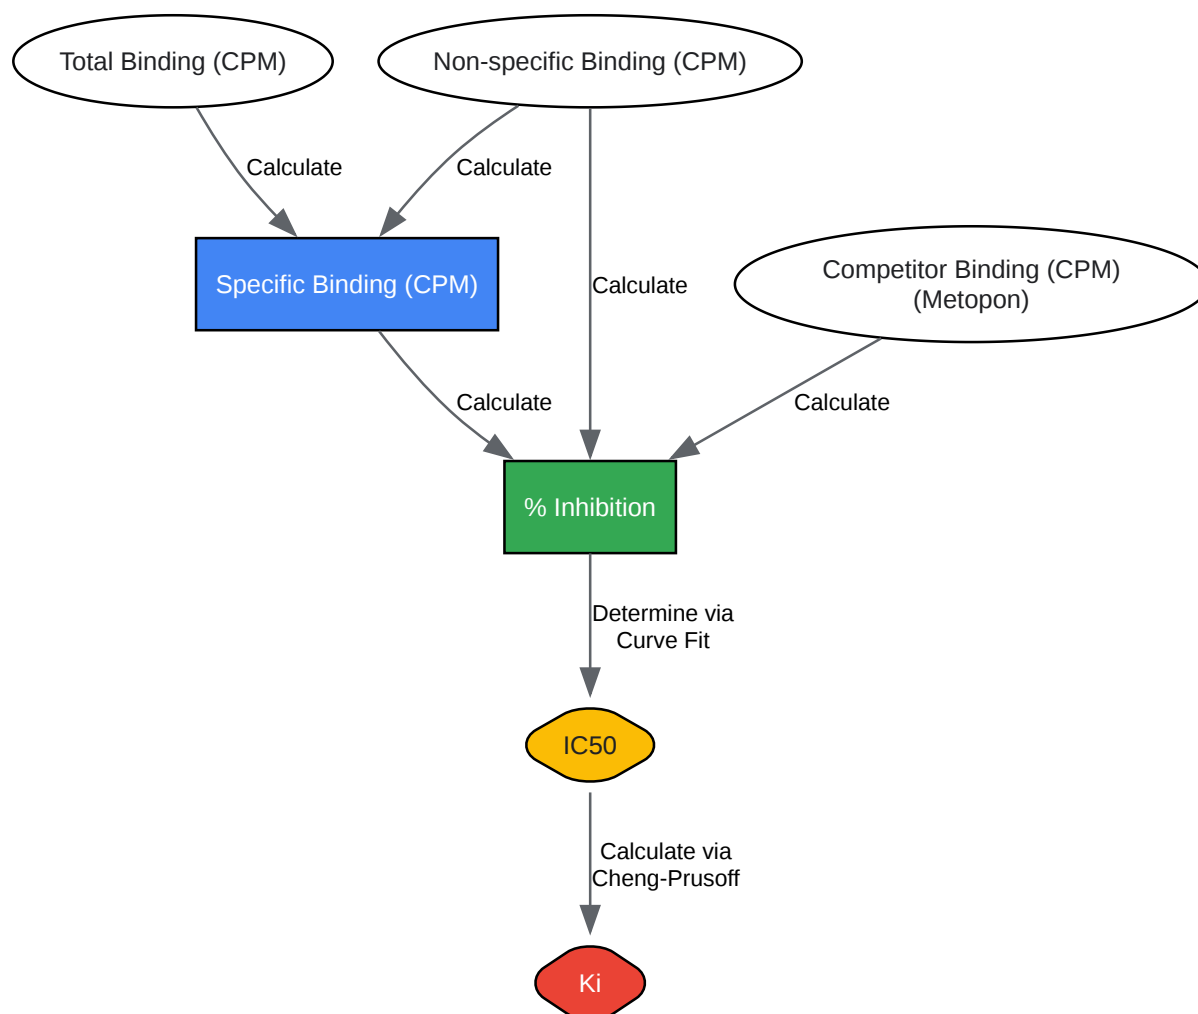 Total Binding (CPM)
Non-specific Binding (CPM)
Calculate
Calculate
Specific Binding (CPM)
Calculate
Competitor Binding (CPM)
(Metopon)
Calculate
Calculate
% Inhibition
Determine via
Curve Fit
IC50
Calculate via
Cheng-Prusoff
Ki